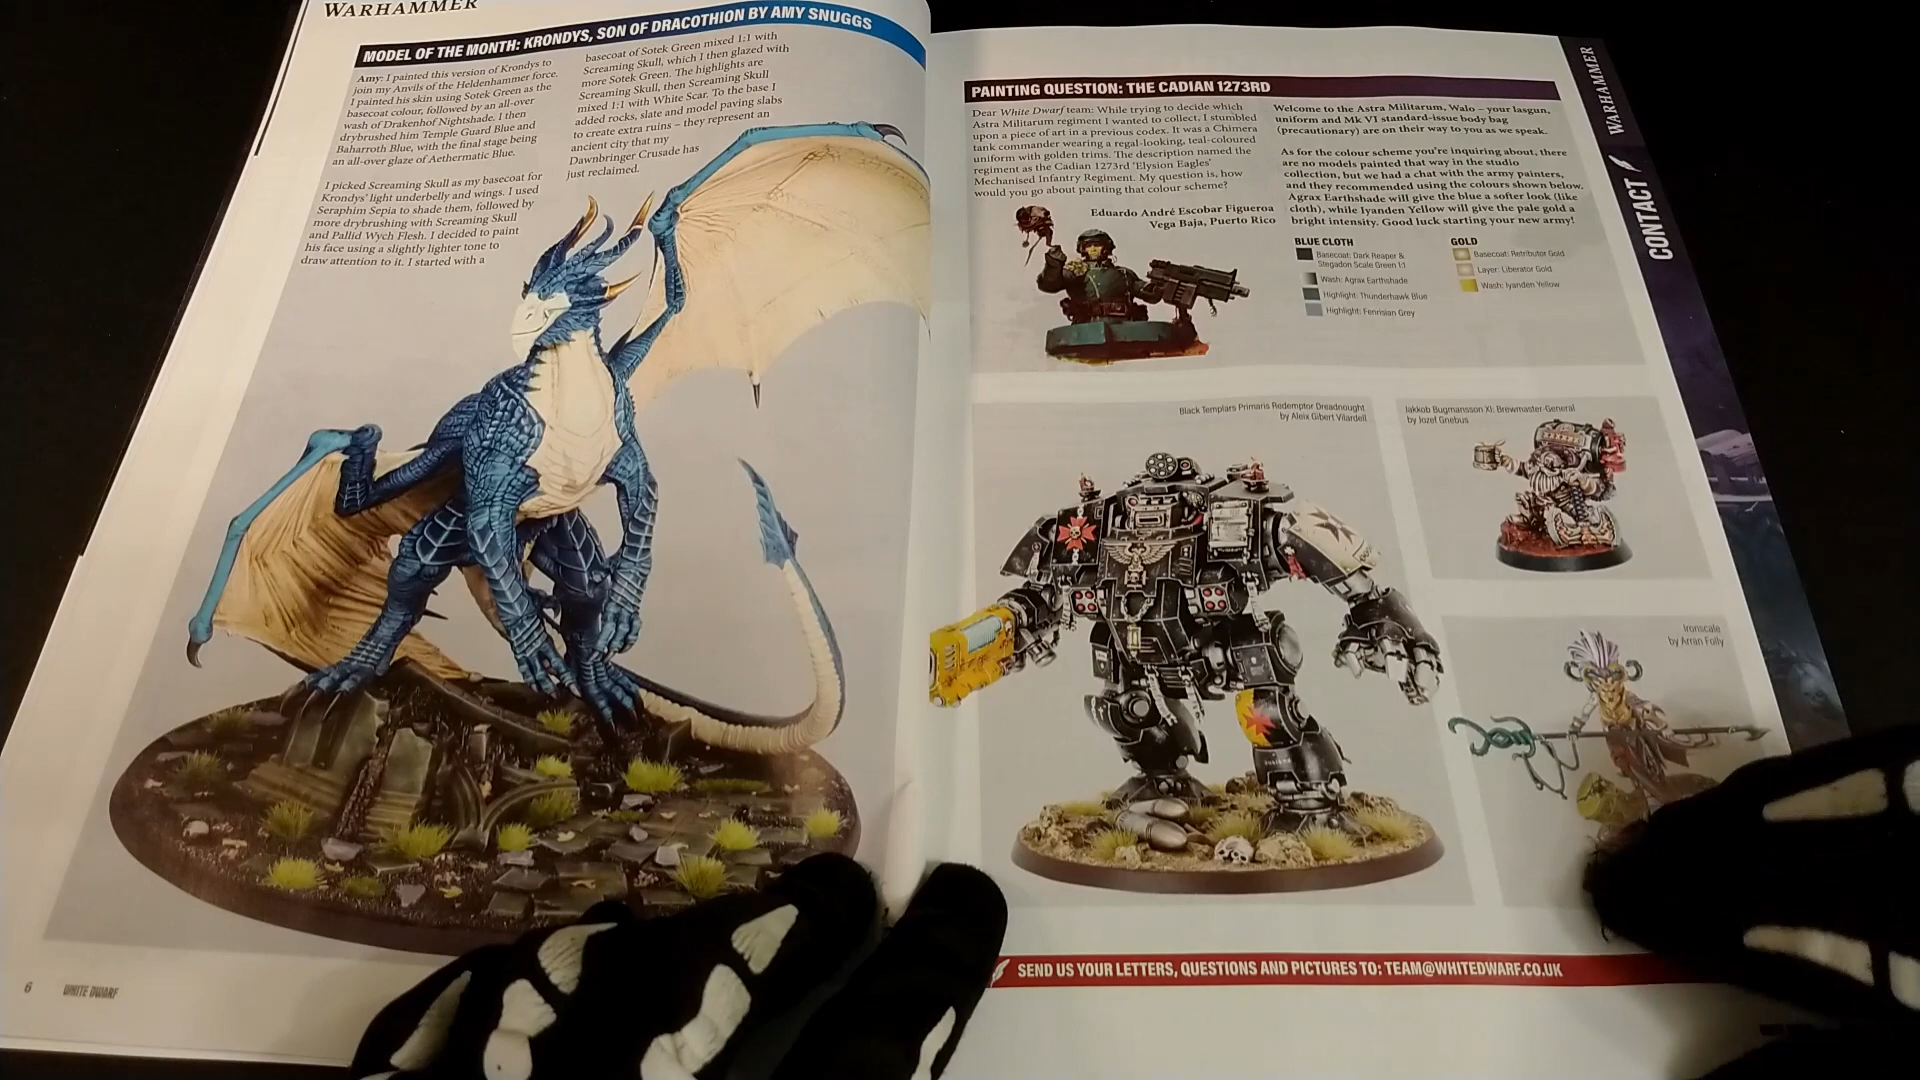 WARHAMMER
MODEL OF THE MONTH: KRONDYS, SON OF DRACOTHION BY AMY SNUGGS
Amy: I painted this version of Krondys to
join my Anvils of the Heldenhammer force.
I painted his skin using Sotek Green as the
basecoat colour, followed by an all-over
wash of Drakenhof Nightshade. I then
drybrushed him Temple Guard Blue and
Baharroth Blue, with the final stage being
an all-over glaze of Aethermatic Blue.
I picked Screaming Skull as my basecoat for
Krondys' light underbelly and wings. I used
Seraphim Sepia to shade them, followed by
more drybrushing with Screaming Skull
and Pallid Wych Flesh. I decided to paint
his face using a slightly lighter tone to
draw attention to it. I started with a
basecoat of Sotek Green mixed 1:1 with
Screaming Skull, which I then glazed with
more Sotek Green. The highlights are
Screaming Skull, then Screaming Skull
mixed 1:1 with White Scar. To the base I
added rocks, slate and model paving slabs
to create extra ruins – they represent an
ancient city that my
Dawnbringer Crusade has
just reclaimed.
6
WHITE DWARF
PAINTING QUESTION: THE CADIAN 1273RD
Dear White Dwarf team: While trying to decide which
Astra Militarum regiment I wanted to collect, I stumbled
upon a piece of art in a previous codex. It was a Chimera
tank commander wearing a regal-looking, teal-coloured
uniform with golden trims. The description named the
regiment as the Cadian 1273rd 'Elysion Eagles'
Mechanised Infantry Regiment. My question is, how
would you go about painting that colour scheme?
Eduardo André Escobar Figueroa
Vega Baja, Puerto Rico
Welcome to the Astra Militarum, Walo – your lasgun,
uniform and Mk VI standard-issue body bag
(precautionary) are on their way to you as we speak.
As for the colour scheme you're inquiring about, there
are no models painted that way in the studio
collection, but we had a chat with the army painters,
and they recommended using the colours shown below.
Agrax Earthshade will give the blue a softer look (like
cloth), while Iyanden Yellow will give the pale gold a
bright intensity. Good luck starting your new army!
BLUE CLOTH
Basecoat: Dark Reaper &
Stegadon Scale Green 1:1
Wash: Agrax Earthshade
Highlight: Thunderhawk Blue
Highlight: Fenrisian Grey
GOLD
Basecoat: Retributor Gold
Layer: Liberator Gold
Wash: Iyanden Yellow
Black Templars Primaris Redemptor Dreadnought
by Aleix Gibert Vilardell
Jakkob Bugmansson XI: Brewmaster-General
by Jozef Gnebus
Ironscale
by Arran Folly
SEND US YOUR LETTERS, QUESTIONS AND PICTURES TO: TEAM@WHITEDWARF.CO.UK
WARHAMMER
CONTACT